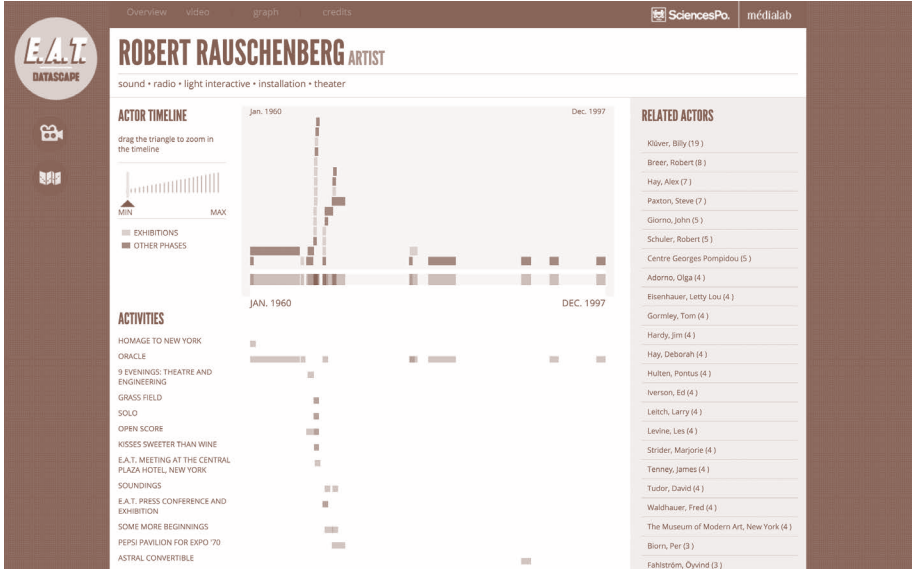 Overview video graph credits
SciencesPo. médialab
E.A.T.
DATASCAPE
ROBERT RAUSCHENBERG ARTIST
sound • radio • light interactive • installation • theater
ACTOR TIMELINE
drag the triangle to zoom in
the timeline
MIN MAX
EXHIBITIONS
OTHER PHASES
Jan. 1960 Dec. 1997
JAN. 1960 DEC. 1997
ACTIVITIES
HOMAGE TO NEW YORK
ORACLE
9 EVENINGS: THEATRE AND
ENGINEERING
GRASS FIELD
SOLO
OPEN SCORE
KISSES SWEETER THAN WINE
E.A.T. MEETING AT THE CENTRAL
PLAZA HOTEL, NEW YORK
SOUNDINGS
E.A.T. PRESS CONFERENCE AND
EXHIBITION
SOME MORE BEGINNINGS
PEPSI PAVILION FOR EXPO '70
ASTRAL CONVERTIBLE
RELATED ACTORS
Klüver, Billy (19 )
Breer, Robert (8 )
Hay, Alex (7 )
Paxton, Steve (7 )
Giorno, John (5 )
Schuler, Robert (5 )
Centre Georges Pompidou (5 )
Adorno, Olga (4 )
Eisenhauer, Letty Lou (4 )
Gormley, Tom (4 )
Hardy, Jim (4 )
Hay, Deborah (4 )
Hulten, Pontus (4 )
Iverson, Ed (4 )
Leitch, Larry (4 )
Levine, Les (4 )
Strider, Marjorie (4 )
Tenney, James (4 )
Tudor, David (4 )
Waldhauer, Fred (4 )
The Museum of Modern Art, New York (4 )
Biorn, Per (3 )
Fahlström, Öyvind (3 )